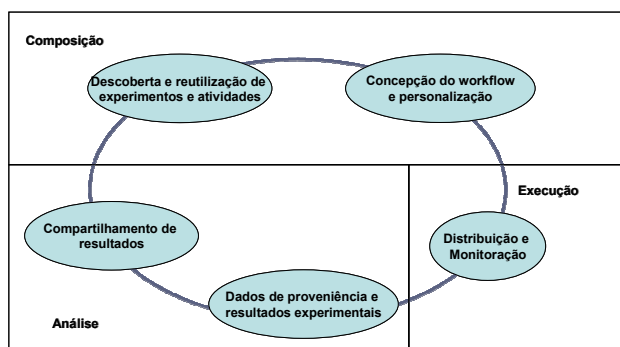 Composição
Descoberta e reutilização de
experimentos e atividades
Concepção do workflow
e personalização
Execução
Compartilhamento de
resultados
Distribuição e
Monitoração
Dados de proveniência e
resultados experimentais
Análise